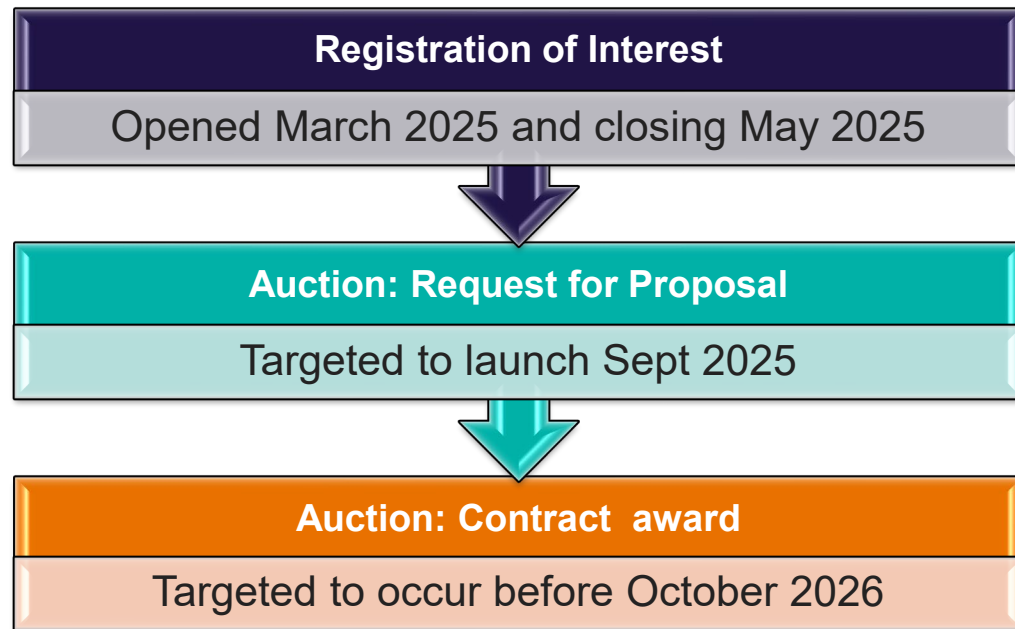 Registration of Interest
Opened March 2025 and closing May 2025
Auction: Request for Proposal
Targeted to launch Sept 2025
Auction: Contract  award
Targeted to occur before October 2026